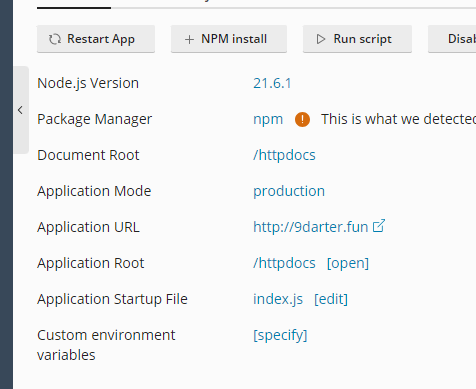 Restart App
NPM install
Run script
Node.js Version 21.6.1
Package Manager npm This is what we detected
Document Root /httpdocs
Application Mode production
Application URL http://9darter.fun
Application Root /httpdocs [open]
Application Startup File index.js [edit]
Custom environment [specify]
variables